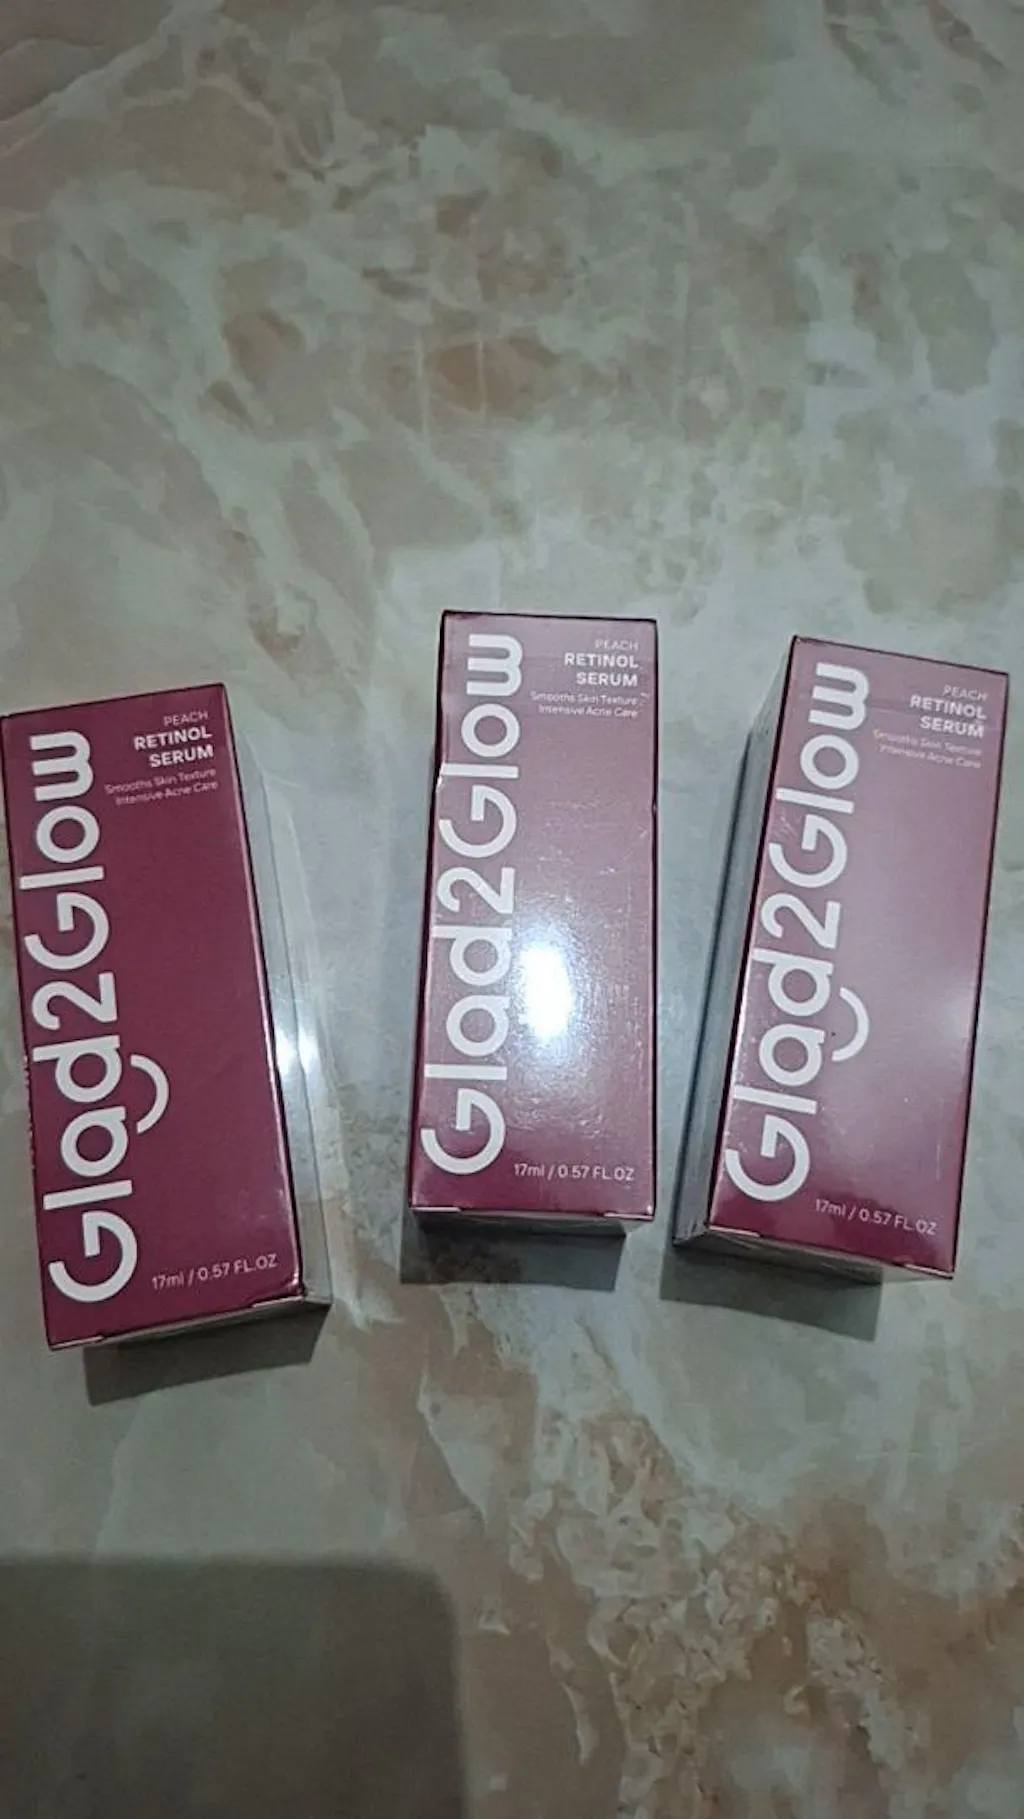 Glad2Glow
PEACH
RETINOL
SERUM
Smooths Skin Texture
Intensive Acne Care
17ml / 0.57 FL.OZ
Glad2Glow
PEACH
RETINOL
SERUM
Smooths Skin Texture
Intensive Acne Care
17ml / 0.57 FL.OZ
Glad2Glow
PEACH
RETINOL
SERUM
Smooths Skin Texture
Intensive Acne Care
17ml / 0.57 FL.OZ